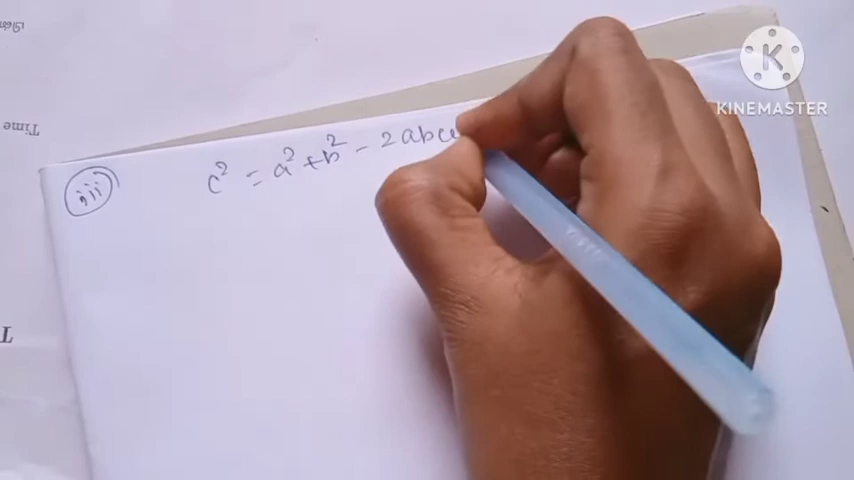 KINEMASTER
Time
iii
c² = a² + b² - 2abc
T